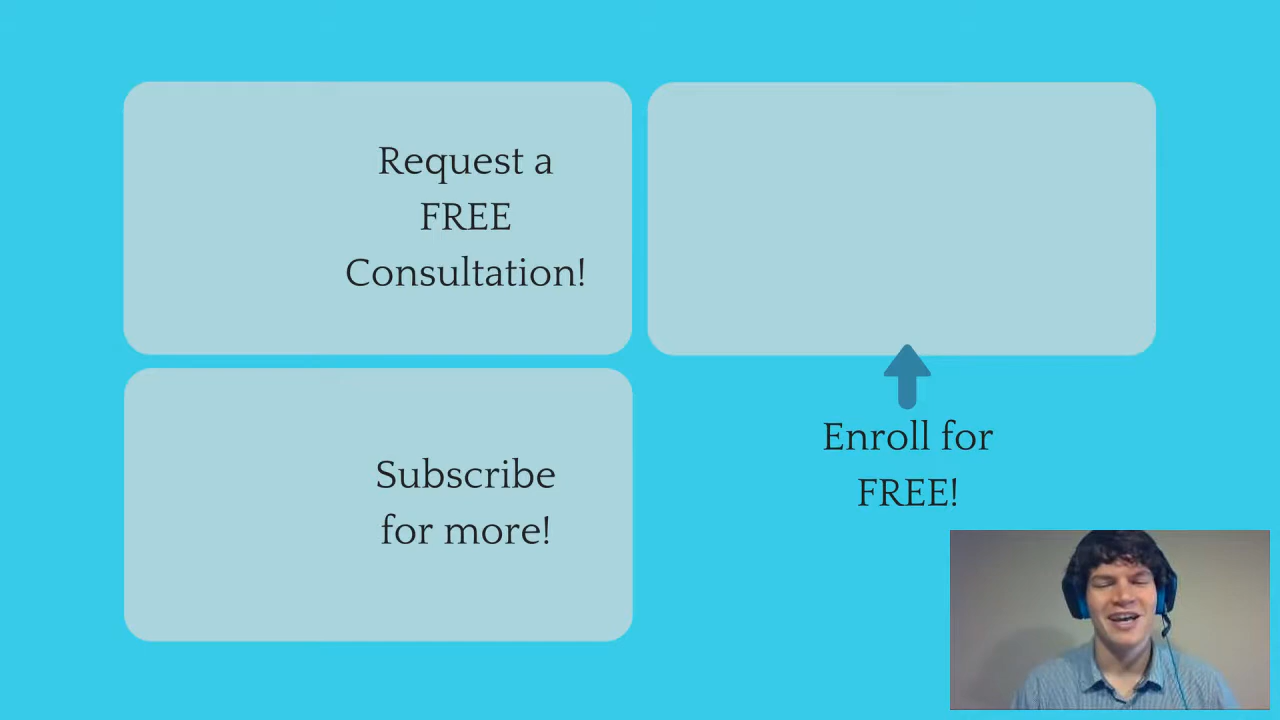 Request a
FREE
Consultation!
Subscribe
for more!
Enroll for
FREE!